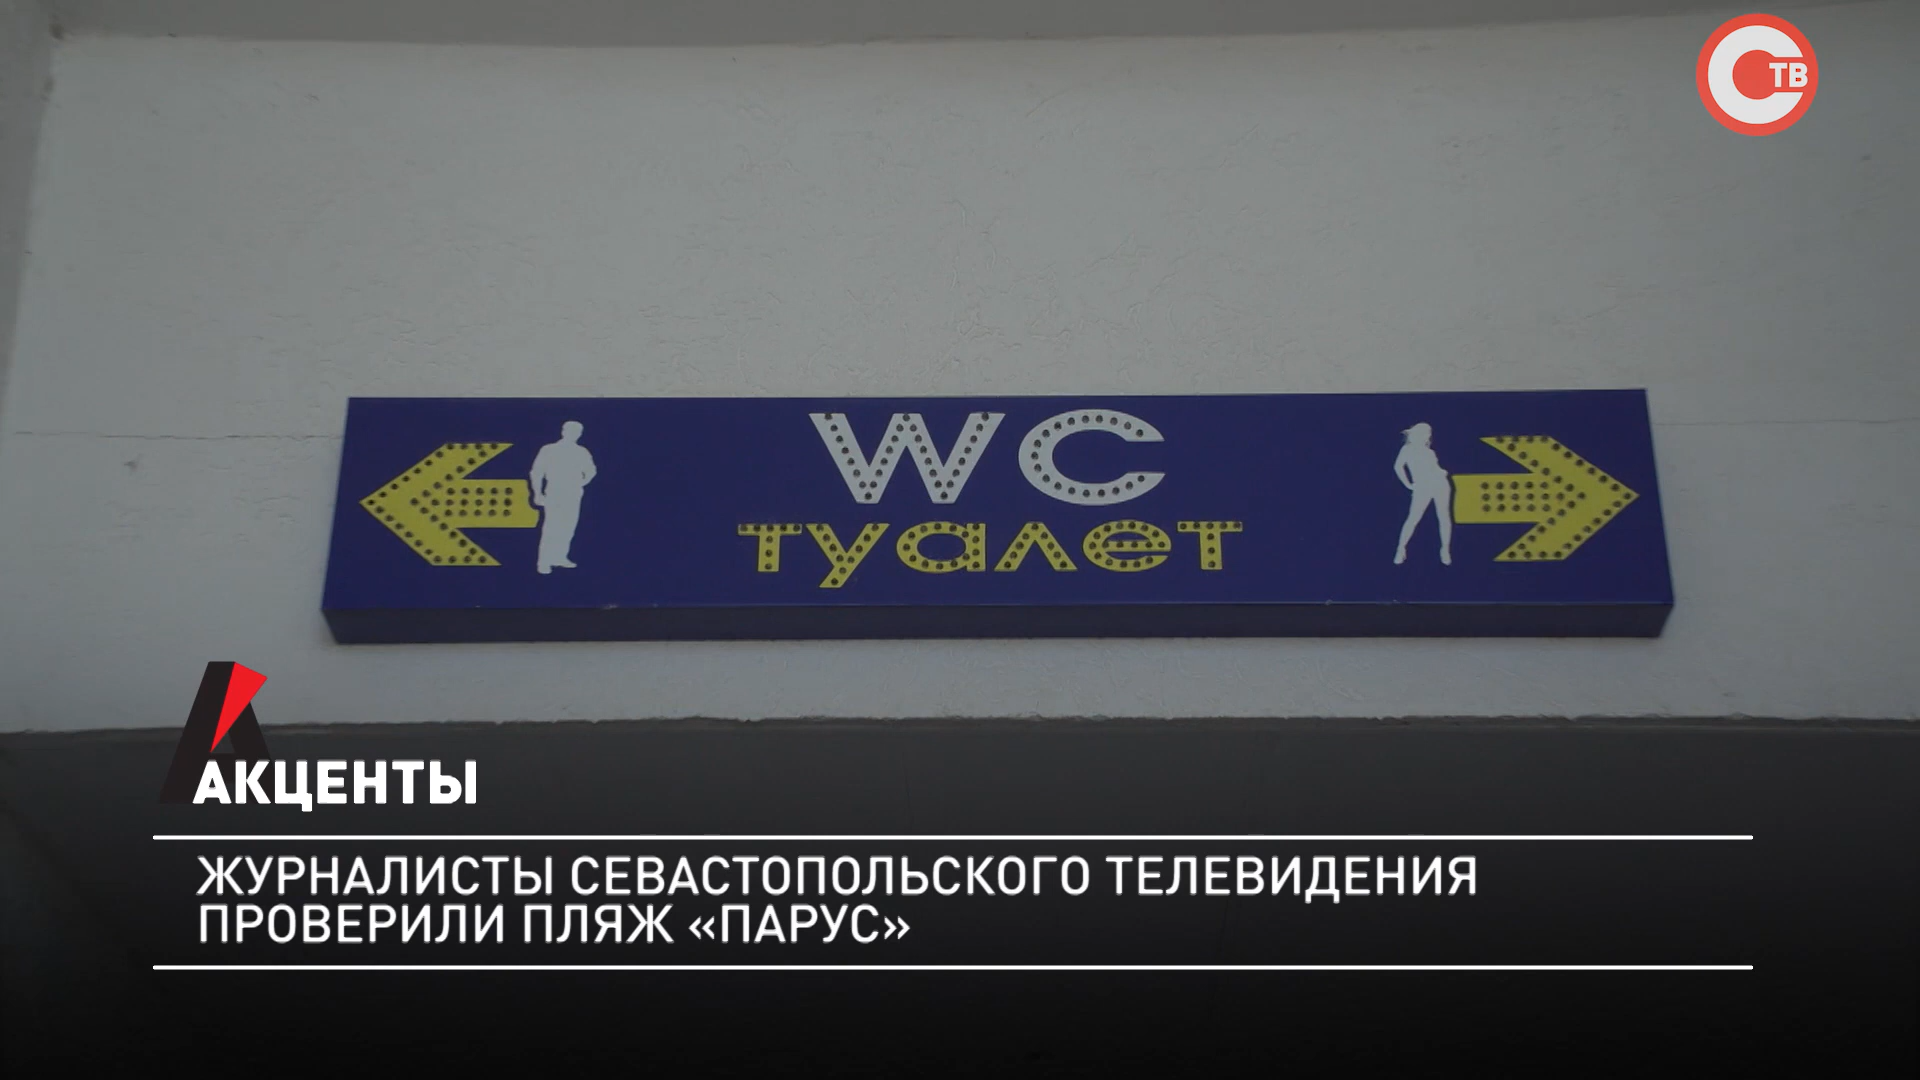 С ТВ
WC
туалет
АКЦЕНТЫ
ЖУРНАЛИСТЫ СЕВАСТОПОЛЬСКОГО ТЕЛЕВИДЕНИЯ
ПРОВЕРИЛИ ПЛЯЖ «ПАРУС»